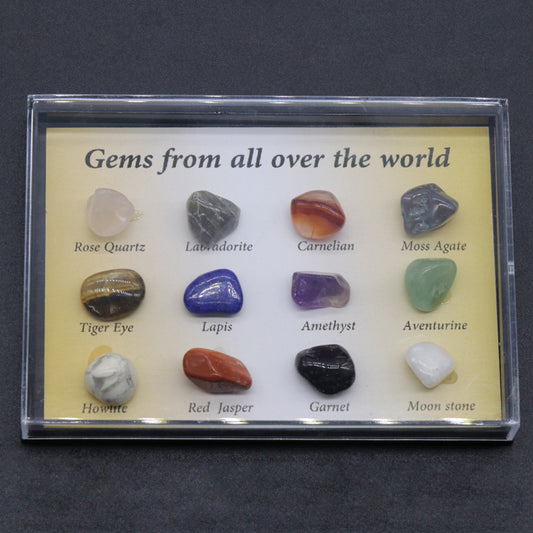 Gems from all over the world
Rose Quartz Labradorite Carnelian Moss Agate
Tiger Eye Lapis Amethyst Aventurine
Howlite Red Jasper Garnet Moon stone